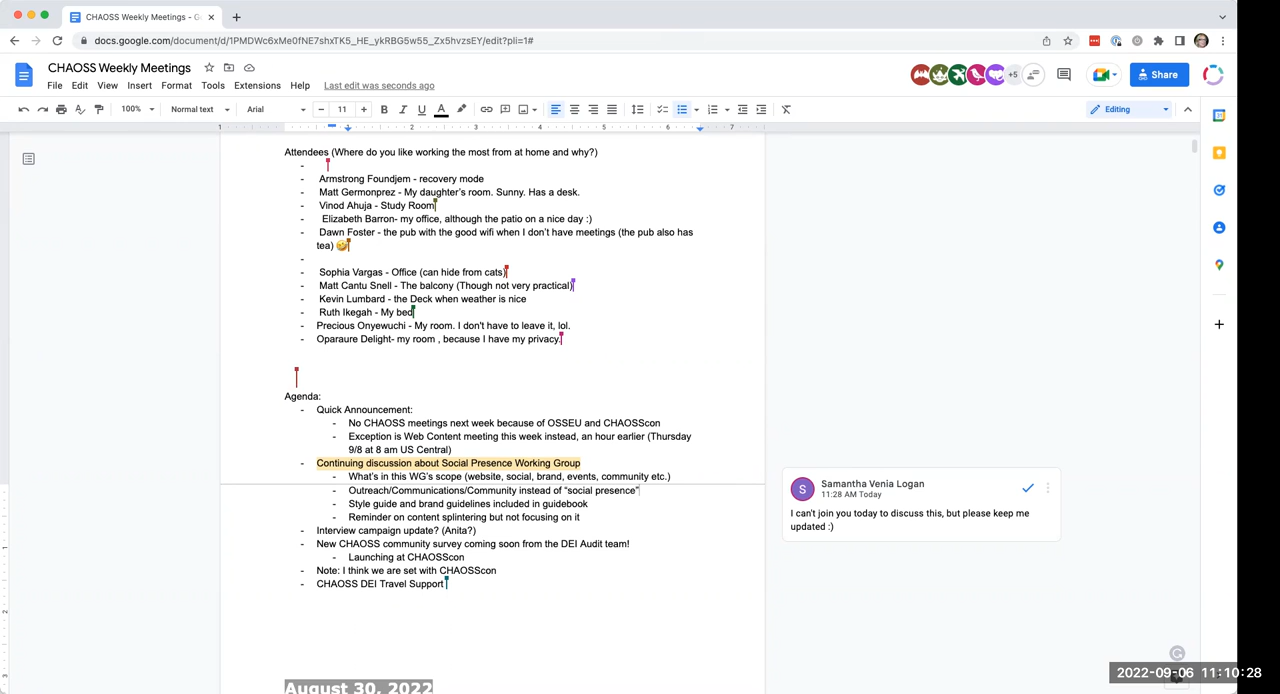 CHAOSS Weekly Meetings - G
docs.google.com/document/d/1PMDWc6xMe0fNE7shxTK5_HE_ykRBG5w55_Zx5hvzsEY/edit?pli=1#
CHAOSS Weekly Meetings
File Edit View Insert Format Tools Extensions Help Last edit was seconds ago
+5
Share
100% Normal text Arial 11
Editing
1 1 2 3 4 5 6 7
Attendees (Where do you like working the most from at home and why?)
-
- Armstrong Foundjem - recovery mode
- Matt Germonprez - My daughter's room. Sunny. Has a desk.
- Vinod Ahuja - Study Room
- Elizabeth Barron- my office, although the patio on a nice day :)
- Dawn Foster - the pub with the good wifi when I don't have meetings (the pub also has
tea) 🤣
-
- Sophia Vargas - Office (can hide from cats)
- Matt Cantu Snell - The balcony (Though not very practical)
- Kevin Lumbard - the Deck when weather is nice
- Ruth Ikegah - My bed
- Precious Onyewuchi - My room. I don't have to leave it, lol.
- Oparaure Delight- my room , because I have my privacy.
Agenda:
- Quick Announcement:
- No CHAOSS meetings next week because of OSSEU and CHAOSScon
- Exception is Web Content meeting this week instead, an hour earlier (Thursday
9/8 at 8 am US Central)
- Continuing discussion about Social Presence Working Group
- What's in this WG's scope (website, social, brand, events, community etc.)
- Outreach/Communications/Community instead of “social presence”
- Style guide and brand guidelines included in guidebook
- Reminder on content splintering but not focusing on it
- Interview campaign update? (Anita?)
- New CHAOSS community survey coming soon from the DEI Audit team!
- Launching at CHAOSScon
- Note: I think we are set with CHAOSScon
- CHAOSS DEI Travel Support
August 30, 2022
S
Samantha Venia Logan
11:28 AM Today
I can't join you today to discuss this, but please keep me
updated :)
2022-09-06 11:10:28